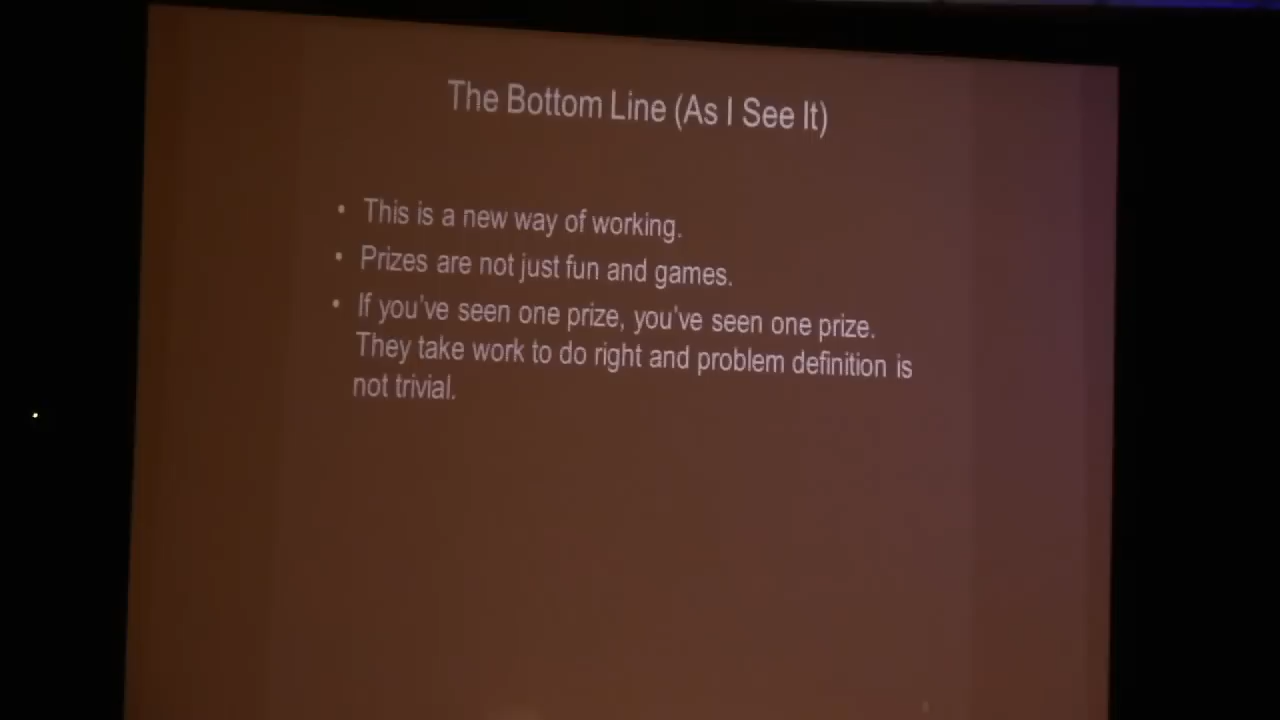 The Bottom Line (As I See It)
• This is a new way of working.
• Prizes are not just fun and games.
• If you've seen one prize, you've seen one prize.
They take work to do right and problem definition is
not trivial.